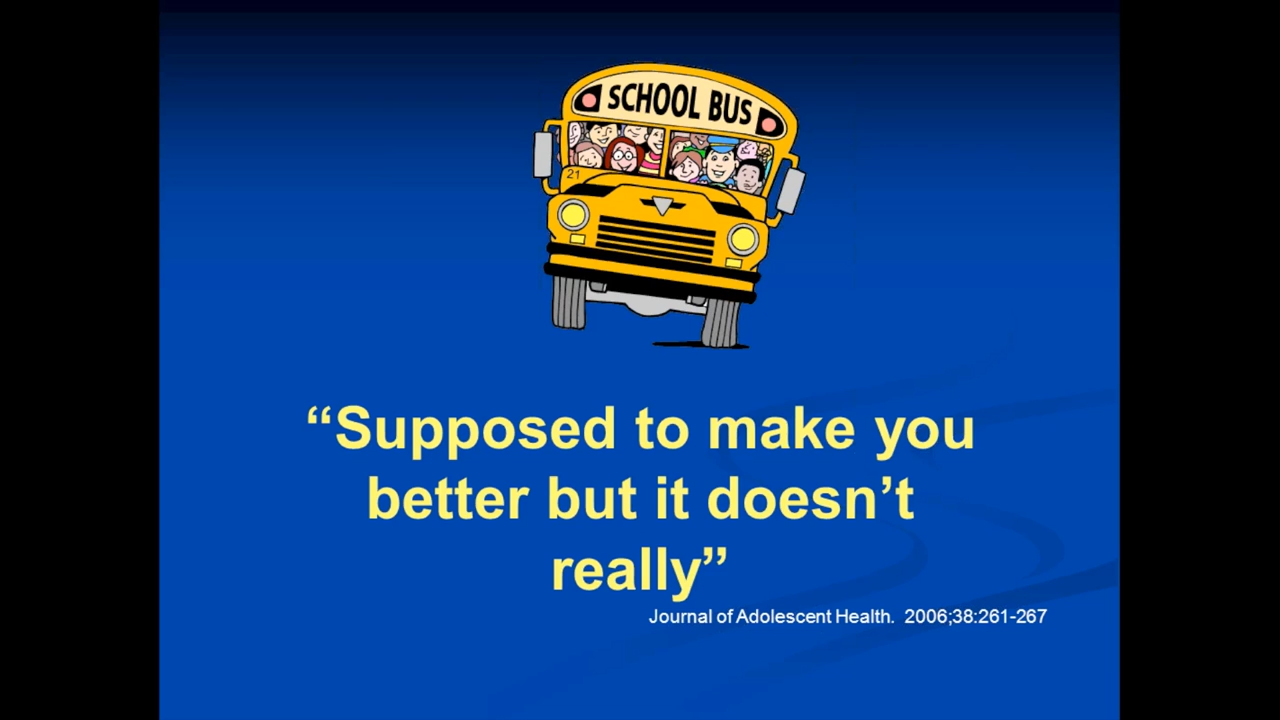 SCHOOL BUS
21
“Supposed to make you
better but it doesn’t
really”
Journal of Adolescent Health. 2006;38:261-267